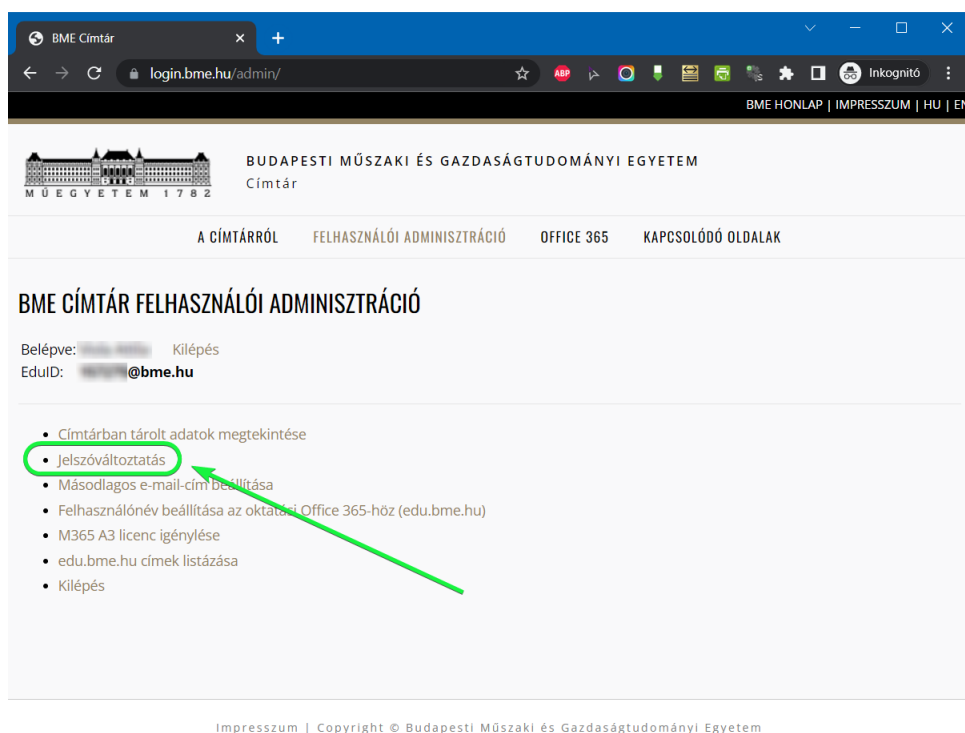 BME Címtár
login.bme.hu/admin/
ABP
Inkognitó
BME HONLAP | IMPRESSZUM | HU | EN
MŰEGYETEM 1782
BUDAPESTI MŰSZAKI ÉS GAZDASÁGTUDOMÁNYI EGYETEM
Címtár
A CÍMTÁRRÓL FELHASZNÁLÓI ADMINISZTRÁCIÓ OFFICE 365 KAPCSOLÓDÓ OLDALAK
BME CÍMTÁR FELHASZNÁLÓI ADMINISZTRÁCIÓ
Belépve: Kilépés
EduID: @bme.hu
Címtárban tárolt adatok megtekintése
Jelszóváltoztatás
Másodlagos e-mail-cím beállítása
Felhasználónév beállítása az oktatási Office 365-höz (edu.bme.hu)
M365 A3 licenc igénylése
edu.bme.hu címek listázása
Kilépés
Impresszum | Copyright © Budapesti Műszaki és Gazdaságtudományi Egyetem